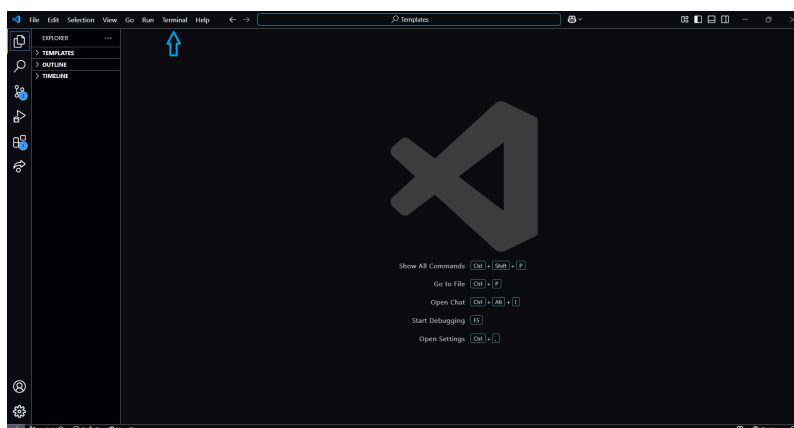 File Edit Selection View Go Run Terminal Help
Templates
EXPLORER
TEMPLATES
OUTLINE
TIMELINE
Show All Commands Ctrl + Shift + P
Go to File Ctrl + P
Open Chat Ctrl + Alt + I
Start Debugging F5
Open Settings Ctrl + ,